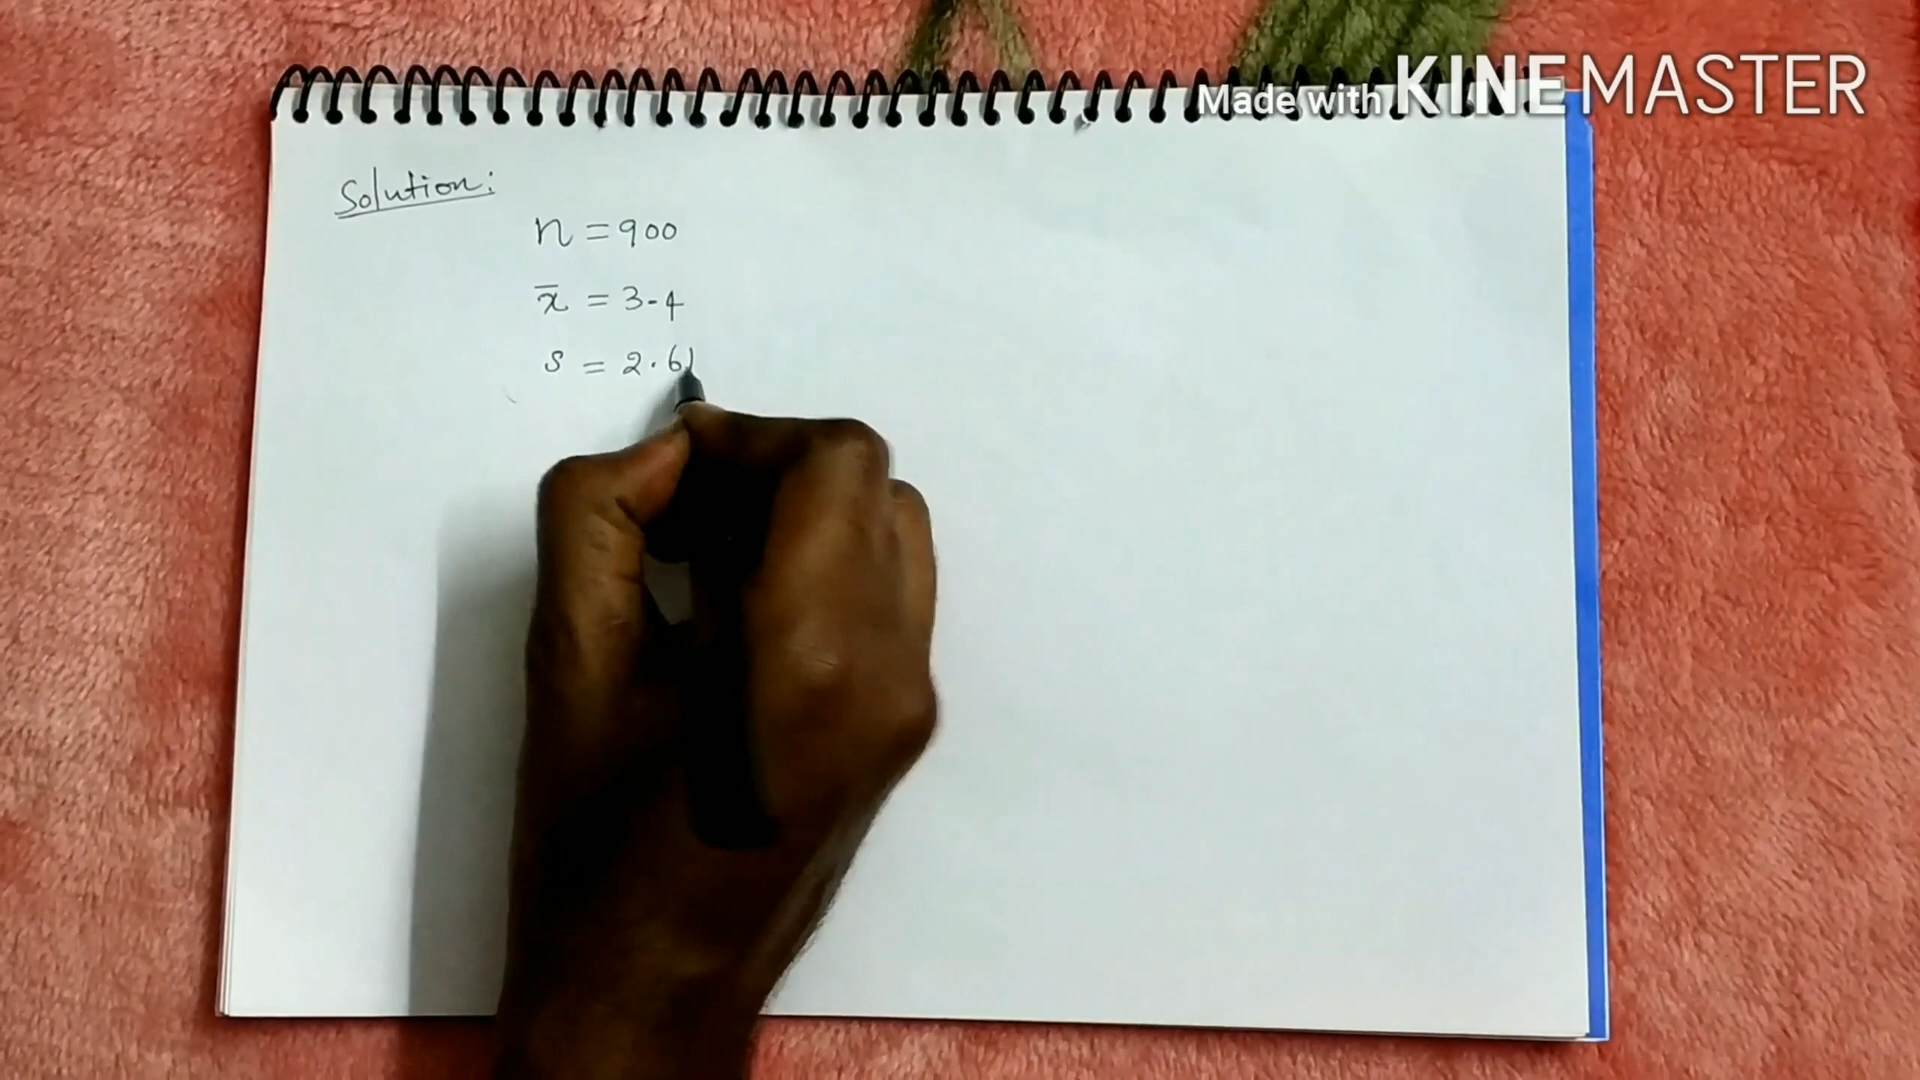 Made with KINEMASTER
Solution:
n = 900
x̄ = 3.4
s = 2.61